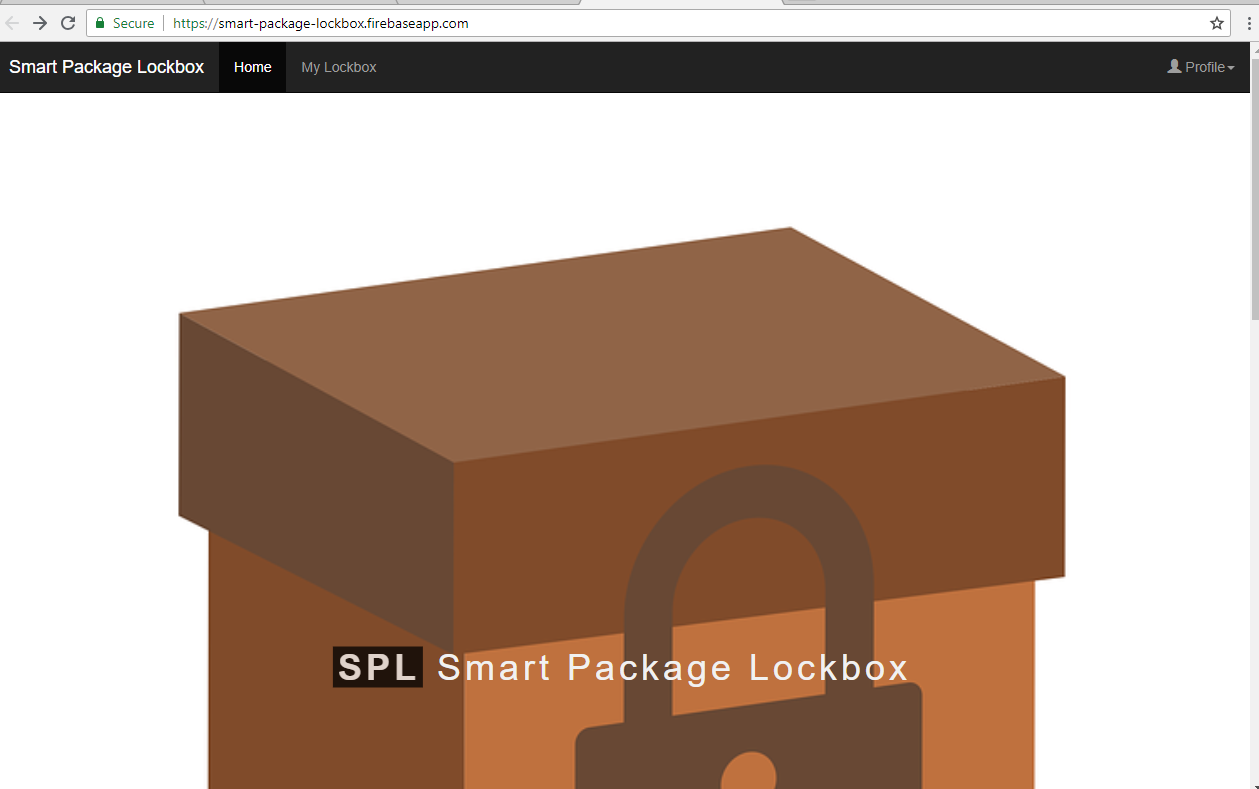 Secure https://smart-package-lockbox.firebaseapp.com
Smart Package Lockbox Home My Lockbox Profile
SPL Smart Package Lockbox